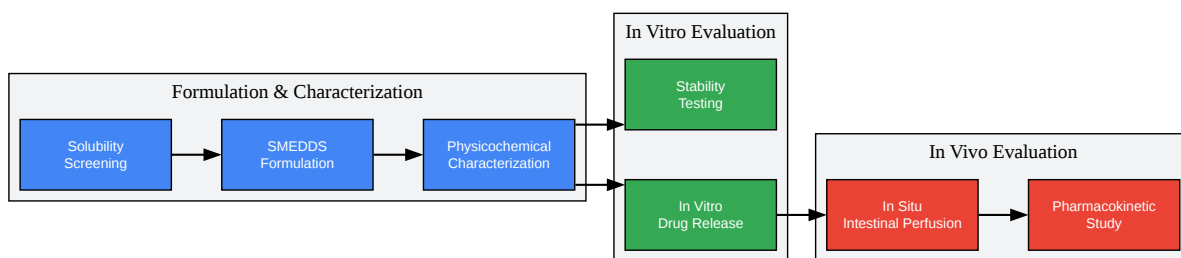 Formulation & Characterization
Solubility
Screening
SMEDDS
Formulation
Physicochemical
Characterization
In Vitro Evaluation
Stability
Testing
In Vitro
Drug Release
In Vivo Evaluation
In Situ
Intestinal Perfusion
Pharmacokinetic
Study